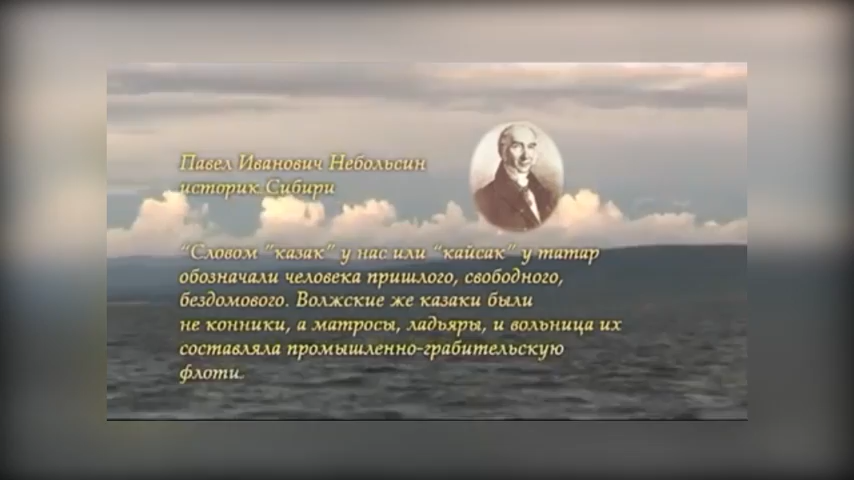 Павел Иванович Небольсин
историк Сибири
"Словом "казак" у нас или "кайсак" у татар
обозначали человека пришлого, свободного,
бездомового. Волжские же казаки были
не конники, а матросы, ладьяры, и вольница их
составляла промышленно-грабительскую
флоти